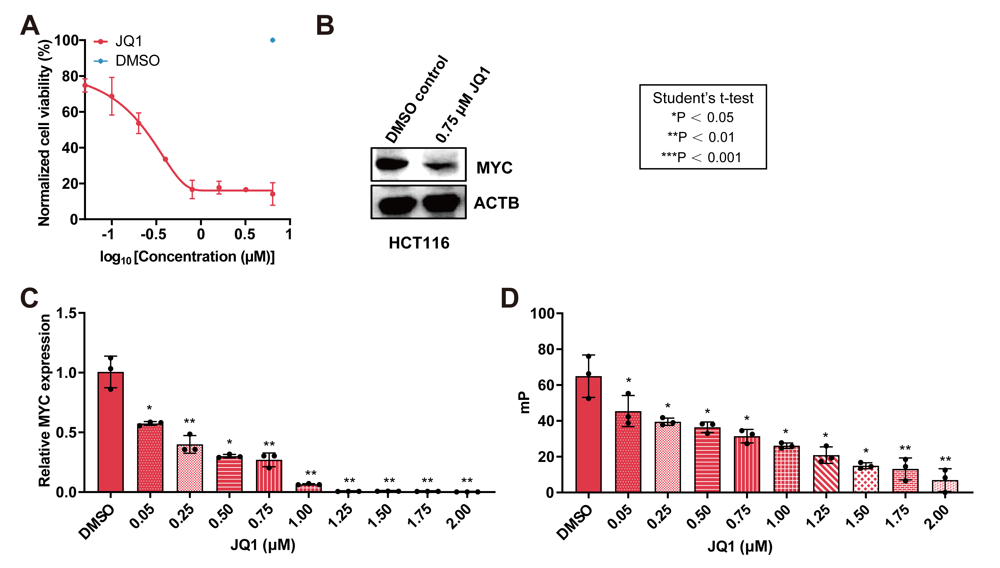 A
Normalized cell viability (%)
100
80
60
40
20
0
JQ1
DMSO
-1 -0.5 0 0.5 1
log10 [Concentration (µM)]
B
DMSO control
0.75 µM JQ1
MYC
ACTB
HCT116
Student’s t-test
*P < 0.05
**P < 0.01
***P < 0.001
C
Relative MYC expression
1.5
1.0
0.5
0.0
* ** * ** ** ** ** ** **
DMSO 0.05 0.25 0.50 0.75 1.00 1.25 1.50 1.75 2.00
JQ1 (µM)
D
mP
100
80
60
40
20
0
* * * * * * * ** **
DMSO 0.05 0.25 0.50 0.75 1.00 1.25 1.50 1.75 2.00
JQ1 (µM)